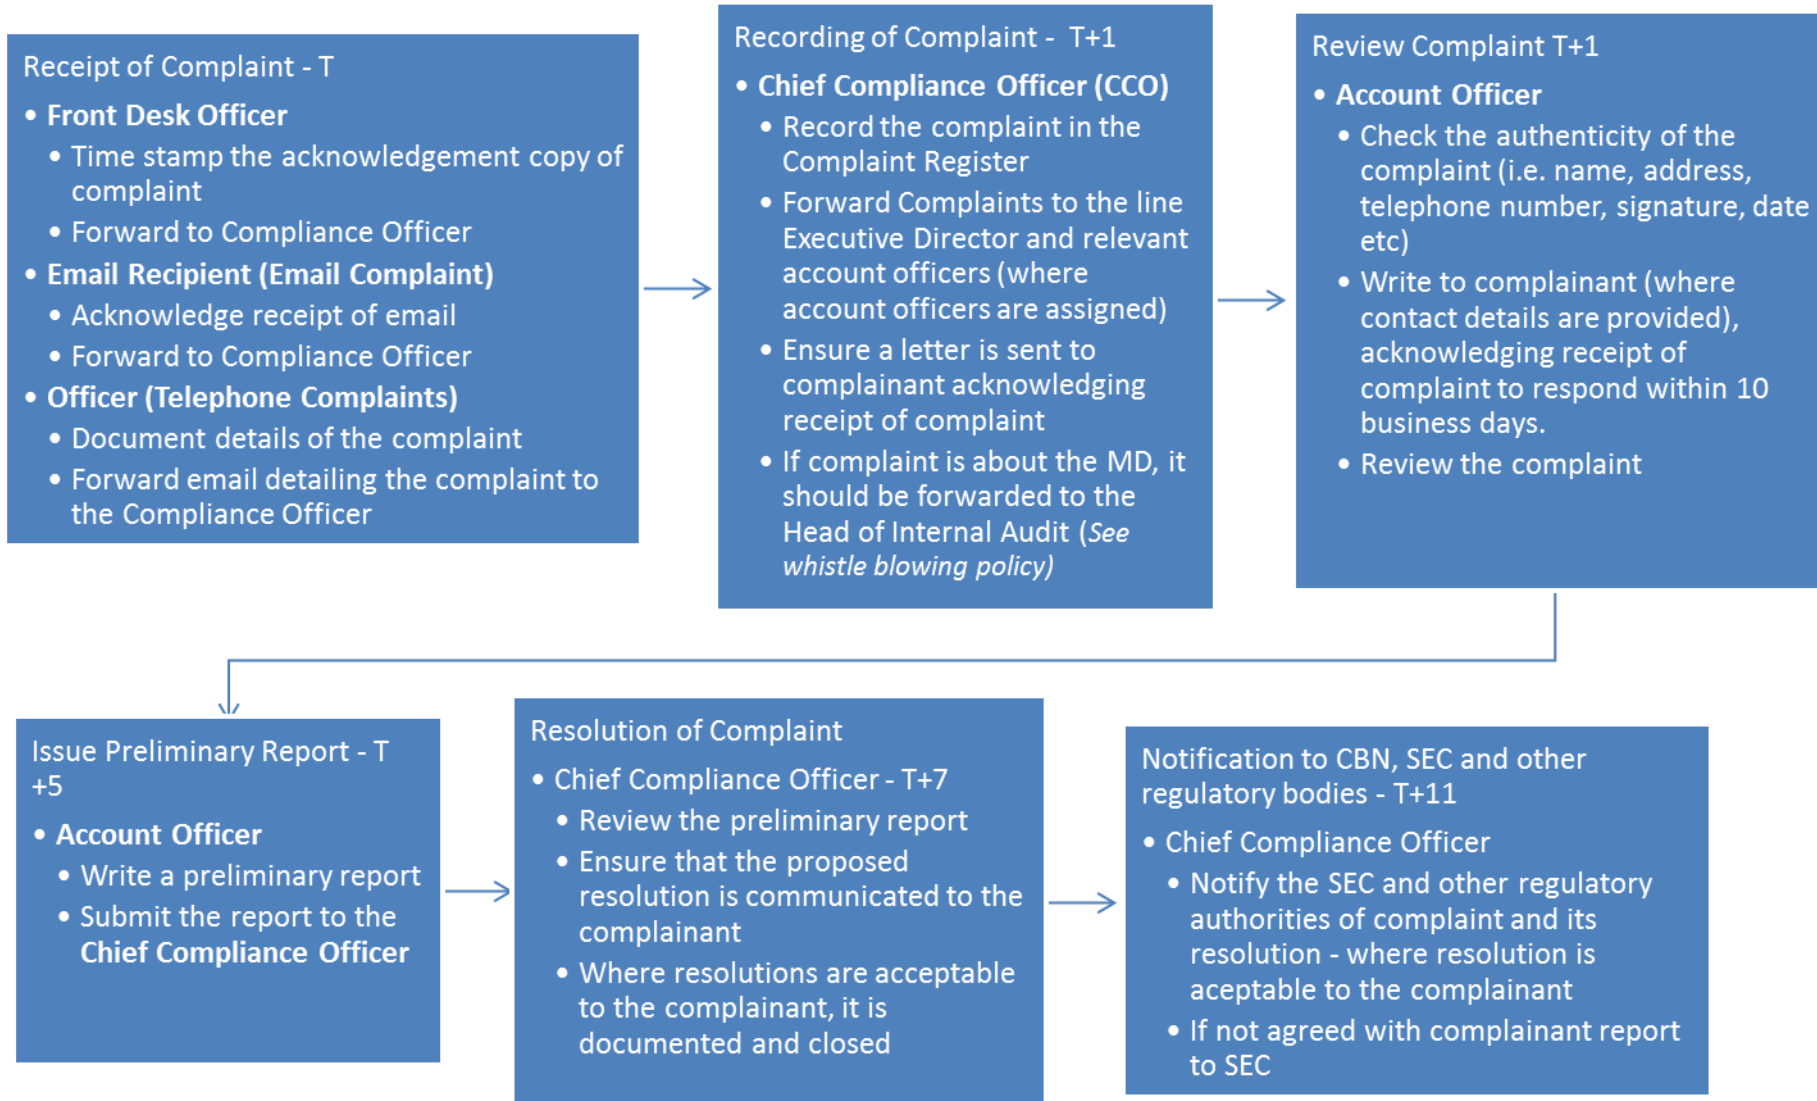 Receipt of Complaint - T
• Front Desk Officer
• Time stamp the acknowledgement copy of
complaint
• Forward to Compliance Officer
• Email Recipient (Email Complaint)
• Acknowledge receipt of email
• Forward to Compliance Officer
• Officer (Telephone Complaints)
• Document details of the complaint
• Forward email detailing the complaint to
the Compliance Officer
Recording of Complaint - T+1
• Chief Compliance Officer (CCO)
• Record the complaint in the
Complaint Register
• Forward Complaints to the line
Executive Director and relevant
account officers (where
account officers are assigned)
• Ensure a letter is sent to
complainant acknowledging
receipt of complaint
• If complaint is about the MD, it
should be forwarded to the
Head of Internal Audit (See
whistle blowing policy)
Review Complaint T+1
• Account Officer
• Check the authenticity of the
complaint (i.e. name, address,
telephone number, signature, date
etc)
• Write to complainant (where
contact details are provided),
acknowledging receipt of
complaint to respond within 10
business days.
• Review the complaint
Issue Preliminary Report - T
+5
• Account Officer
• Write a preliminary report
• Submit the report to the
Chief Compliance Officer
Resolution of Complaint
• Chief Compliance Officer - T+7
• Review the preliminary report
• Ensure that the proposed
resolution is communicated to the
complainant
• Where resolutions are acceptable
to the complainant, it is
documented and closed
Notification to CBN, SEC and other
regulatory bodies - T+11
• Chief Compliance Officer
• Notify the SEC and other regulatory
authorities of complaint and its
resolution - where resolution is
aceptable to the complainant
• If not agreed with complainant report
to SEC